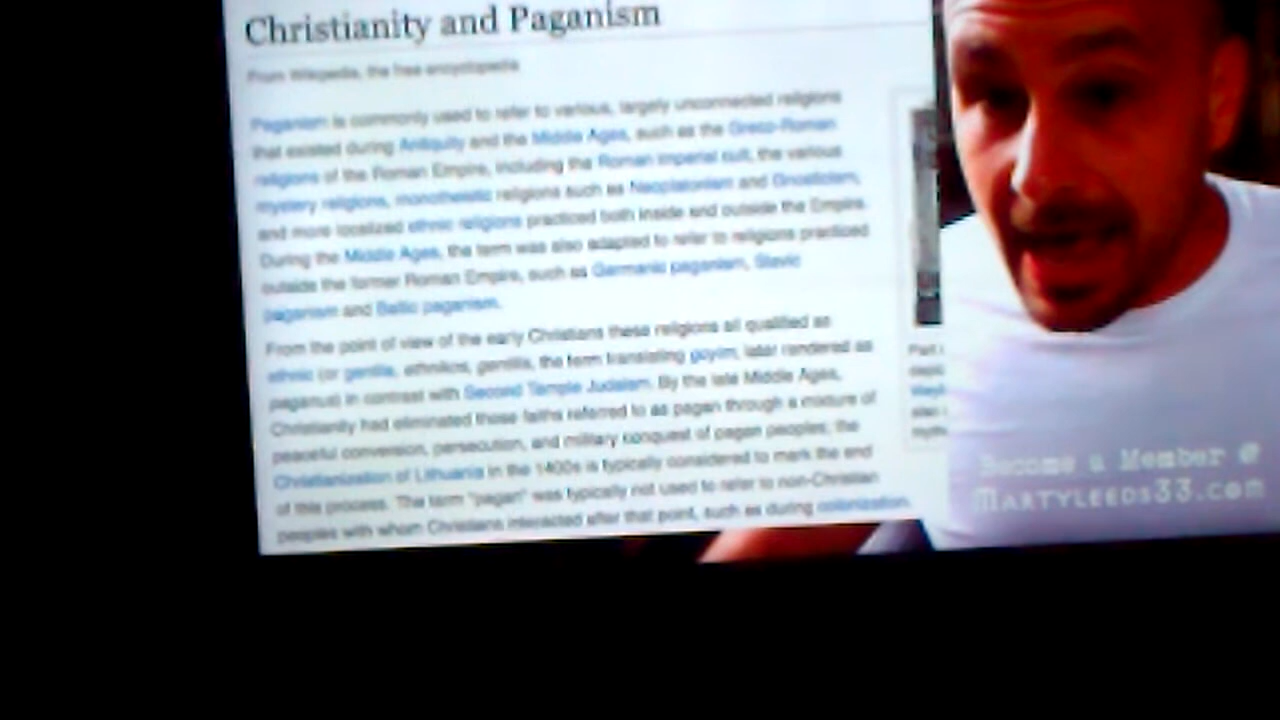 Christianity and Paganism
From Wikipedia, the free encyclopedia
Paganism is commonly used to refer to various, largely unconnected religions
that existed during Antiquity and the Middle Ages, such as the Greco-Roman
religions of the Roman Empire, including the Roman imperial cult, the various
mystery religions, monotheistic religions such as Neoplatonism and Gnosticism,
and more localized ethnic religions practiced both inside and outside the Empire.
During the Middle Ages, the term was also adapted to refer to religions practiced
outside the former Roman Empire, such as Germanic paganism, Slavic
paganism and Baltic paganism.
From the point of view of the early Christians these religions all qualified as
ethnic (or gentile, ethnikos, gentilis, the term translating goyim, later rendered as
paganus) in contrast with Second Temple Judaism. By the late Middle Ages,
Christianity had eliminated those faiths referred to as pagan through a mixture of
peaceful conversion, persecution, and military conquest of pagan peoples; the
Christianization of Lithuania in the 1400s is typically considered to mark the end
of this process. The term "pagan" was typically not used to refer to non-Christian
peoples with whom Christians interacted after that point, such as during colonization
Become a Member @
MARTYLEEDS33.com